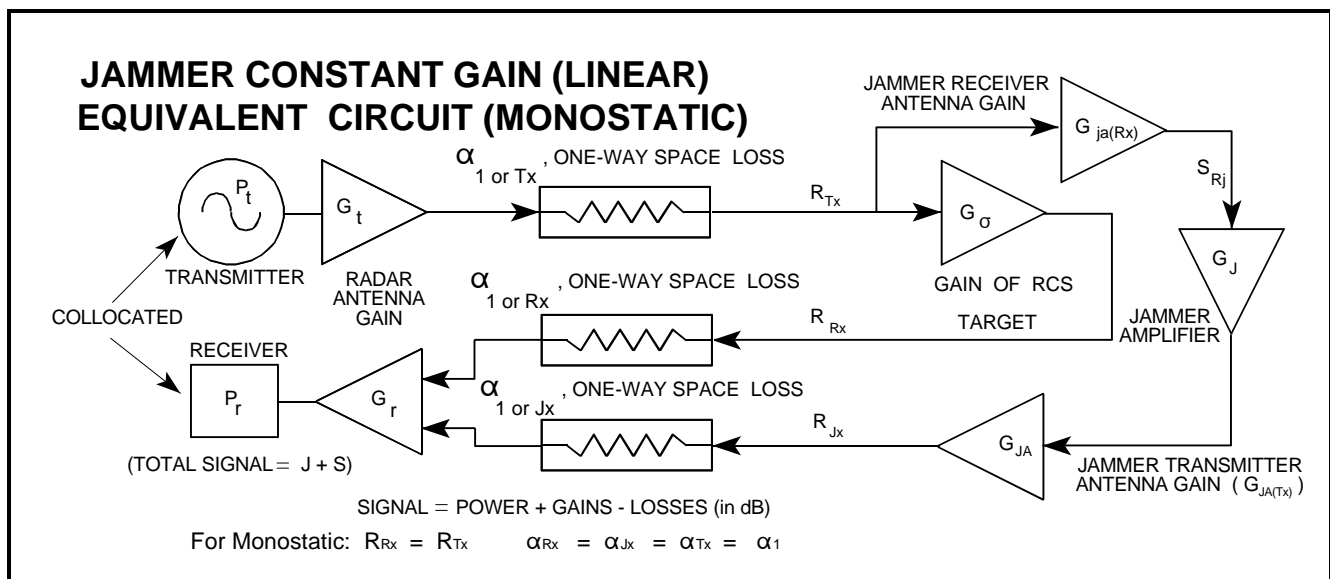 JAMMER CONSTANT GAIN (LINEAR)
EQUIVALENT CIRCUIT (MONOSTATIC)
JAMMER RECEIVER
ANTENNA GAIN
G ja(Rx)
α 1 or Tx , ONE-WAY SPACE LOSS
P t
G t
R Tx
G σ
S Rj
G J
TRANSMITTER
RADAR
ANTENNA
GAIN
COLLOCATED
α 1 or Rx , ONE-WAY SPACE LOSS
R Rx
GAIN OF RCS
TARGET
JAMMER
AMPLIFIER
RECEIVER
P r
G r
α 1 or Jx , ONE-WAY SPACE LOSS
R Jx
G JA
(TOTAL SIGNAL = J + S)
JAMMER TRANSMITTER
ANTENNA GAIN ( G JA(Tx) )
SIGNAL = POWER + GAINS - LOSSES (in dB)
For Monostatic: R Rx = R Tx α Rx = α Jx = α Tx = α 1